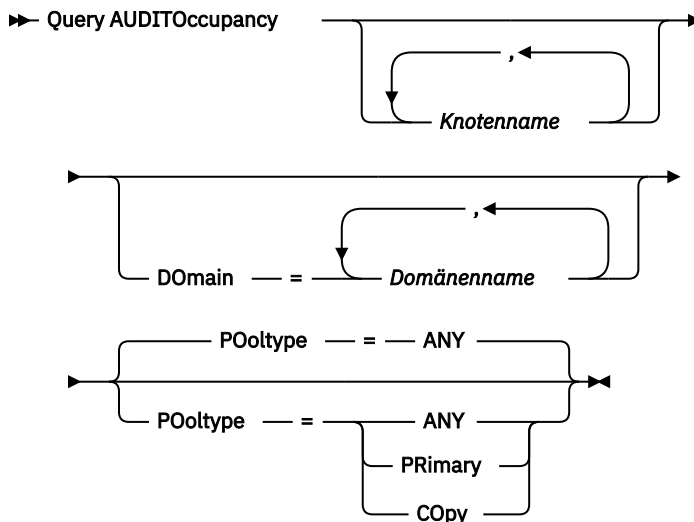 Query AUDITOccupancy
,
Knotenname
,
DOmain = Domänenname
POoltype = ANY
POoltype = ANY
PRimary
COpy